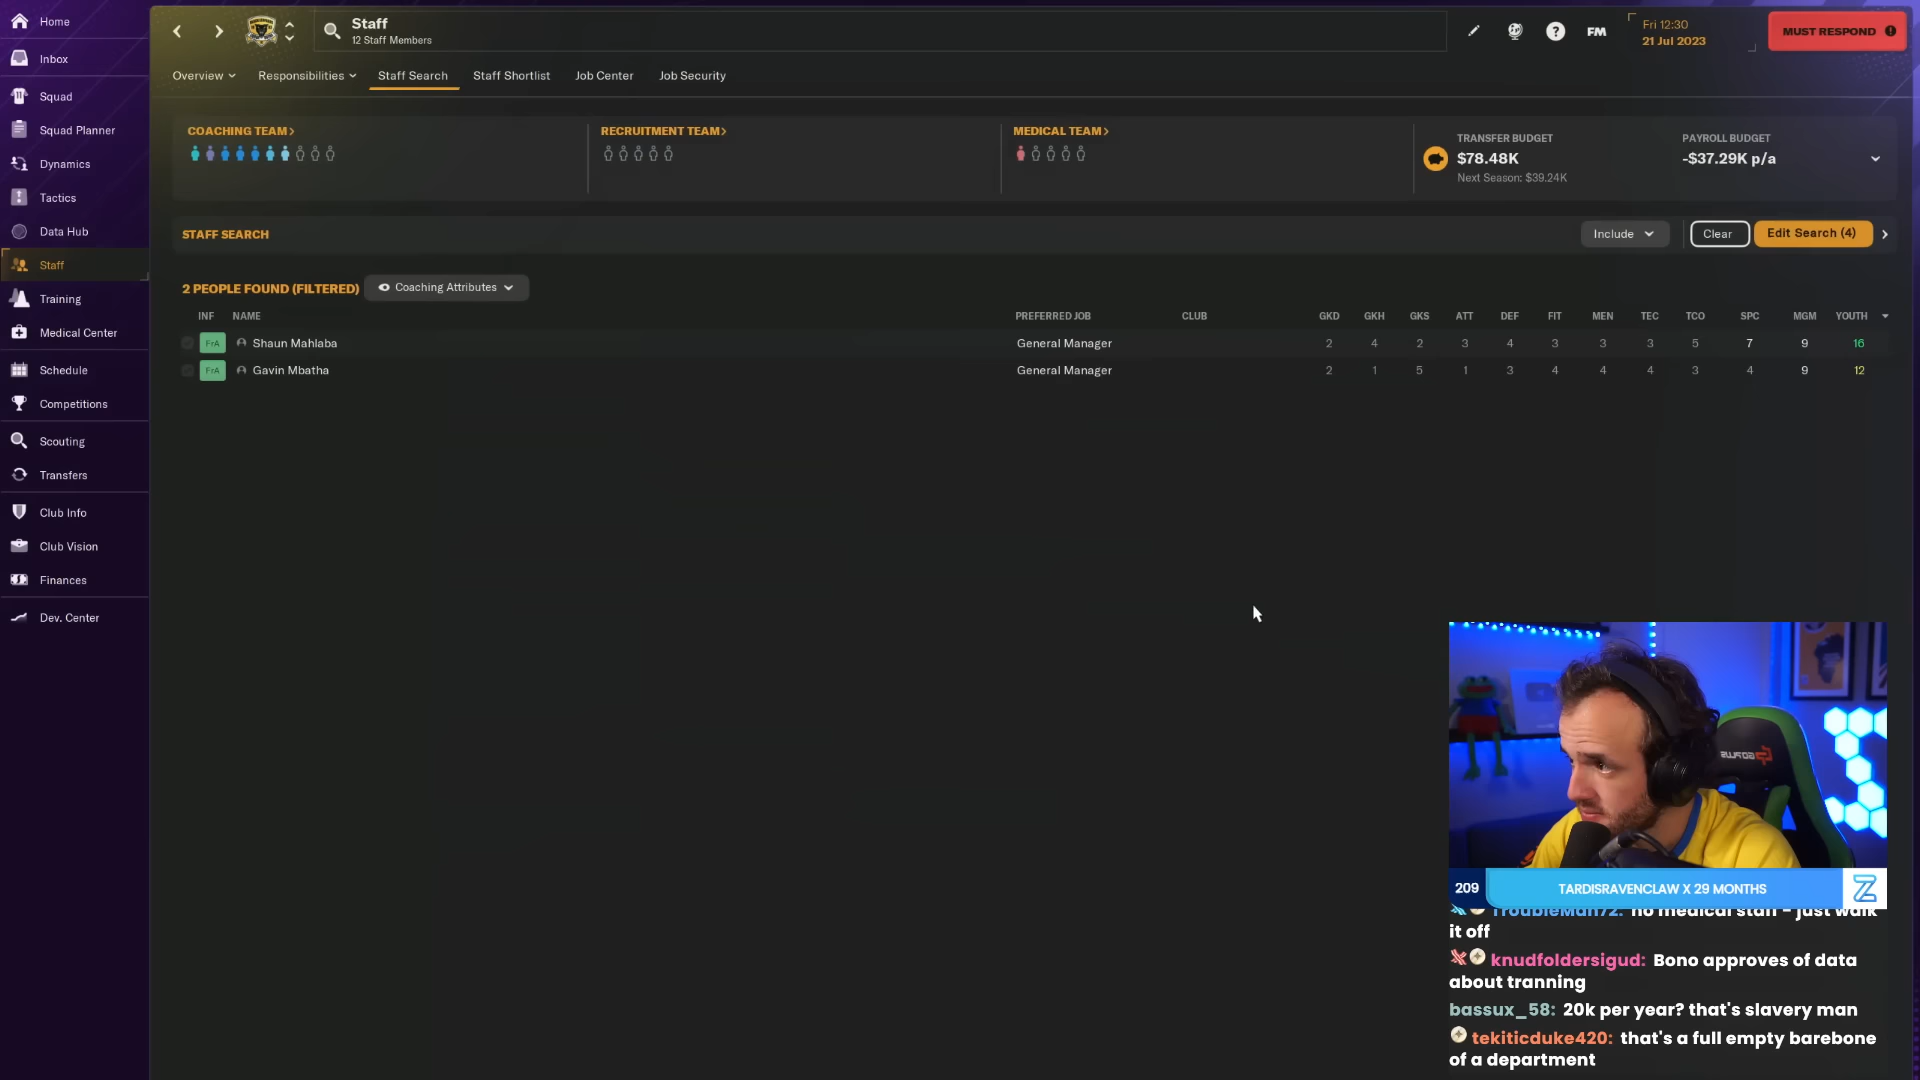 Home
Inbox
Squad
Squad Planner
Dynamics
Tactics
Data Hub
Staff
Training
Medical Center
Schedule
Competitions
Scouting
Transfers
Club Info
Club Vision
Finances
Dev. Center
Staff
12 Staff Members
FM
Fri 12:30
21 Jul 2023
MUST RESPOND
Overview Responsibilities Staff Search Staff Shortlist Job Center Job Security
COACHING TEAM>
RECRUITMENT TEAM>
MEDICAL TEAM>
TRANSFER BUDGET
$78.48K
Next Season: $39.24K
PAYROLL BUDGET
-$37.29K p/a
STAFF SEARCH
Include
Clear
Edit Search (4)
2 PEOPLE FOUND (FILTERED) Coaching Attributes
INF NAME PREFERRED JOB CLUB GKD GKH GKS ATT DEF FIT MEN TEC TCO SPC MGM YOUTH
FrA Shaun Mahlaba General Manager 2 4 2 3 4 3 3 3 5 7 9 16
FrA Gavin Mbatha General Manager 2 1 5 1 3 4 4 4 3 4 9 12
GOPLUS
209 TARDISRAVENCLAW X 29 MONTHS Z
TroubleMan72: no medical staff - just walk
it off
knudfoldersigud: Bono approves of data
about tranning
bassux_58: 20k per year? that's slavery man
tekiticduke420: that's a full empty barebone
of a department